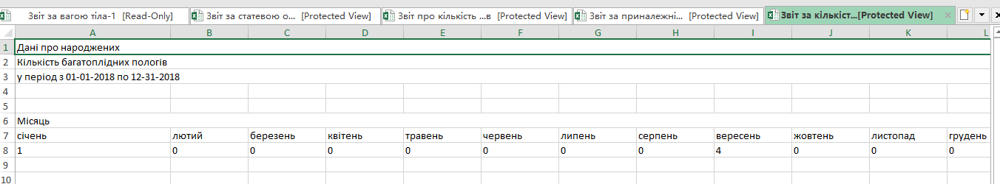 Звіт за вагою тіла-1 [Read-Only] Звіт за статевою о... [Protected View] Звіт про кількість ...в [Protected View] Звіт за приналежні... [Protected View] Звіт за кількіст...[Protected View]
A B C D E F G H I J K L
1 Дані про народжених
2 Кількість багатоплідних пологів
3 у період з 01-01-2018 по 12-31-2018
4
5
6 Місяць
7 січень лютий березень квітень травень червень липень серпень вересень жовтень листопад грудень
8 1 0 0 0 0 0 0 0 4 0 0 0
9
10